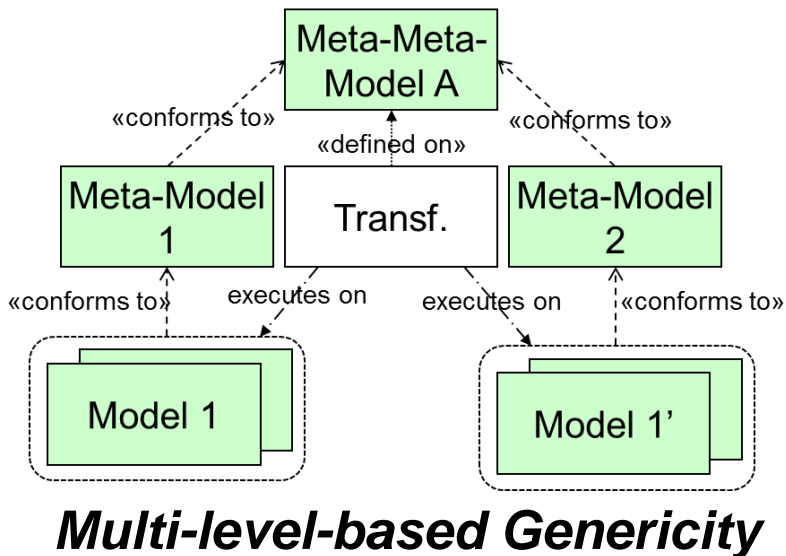 Meta-Meta-
Model A
«conforms to»
«conforms to»
«defined on»
Meta-Model
1
Transf.
Meta-Model
2
«conforms to»
executes on
executes on
«conforms to»
Model 1
Model 1’
Multi-level-based Genericity